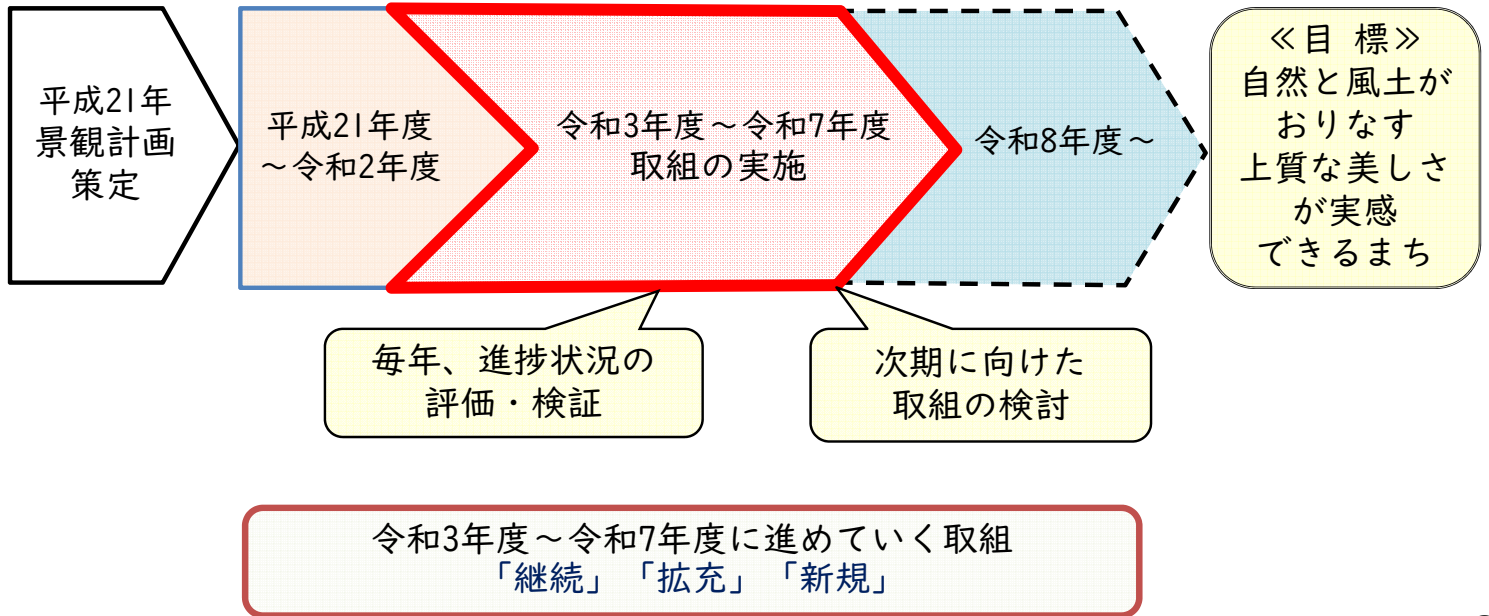 平成21年
景観計画
策定
平成21年度
～令和2年度
令和3年度～令和7年度
取組の実施
令和8年度～
≪目 標≫
自然と風土が
おりなす
上質な美しさ
が実感
できるまち
毎年、進捗状況の
評価・検証
次期に向けた
取組の検討
令和3年度～令和7年度に進めていく取組
「継続」「拡充」「新規」